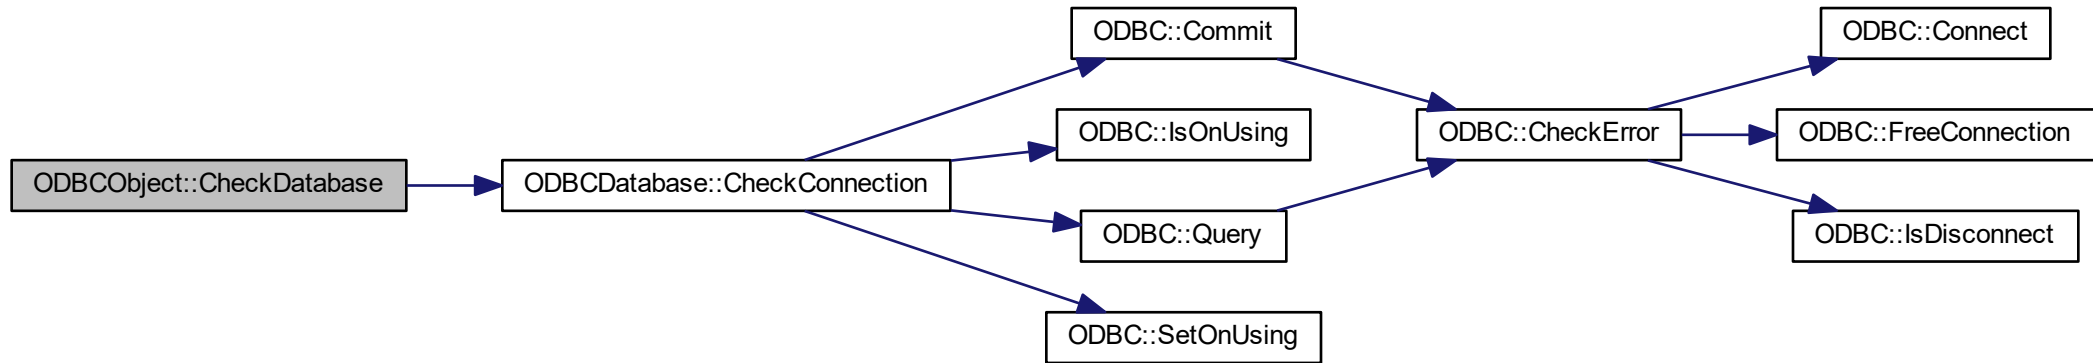 ODBCObject::CheckDatabase
ODBCDatabase::CheckConnection
ODBC::Commit
ODBC::IsOnUsing
ODBC::Query
ODBC::SetOnUsing
ODBC::CheckError
ODBC::Connect
ODBC::FreeConnection
ODBC::IsDisconnect